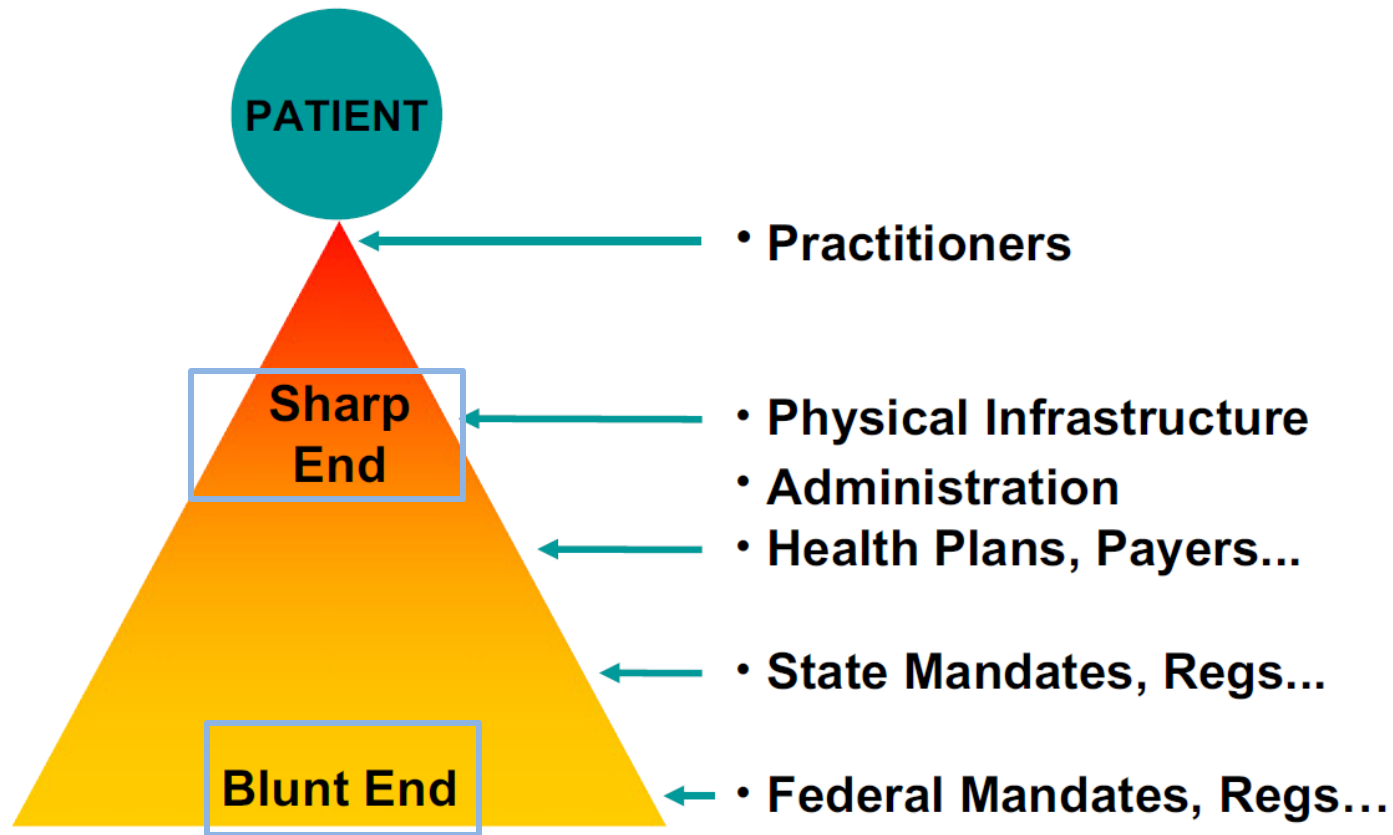 PATIENT
• Practitioners
Sharp
End
• Physical Infrastructure
• Administration
• Health Plans, Payers...
• State Mandates, Regs...
Blunt End
• Federal Mandates, Regs…